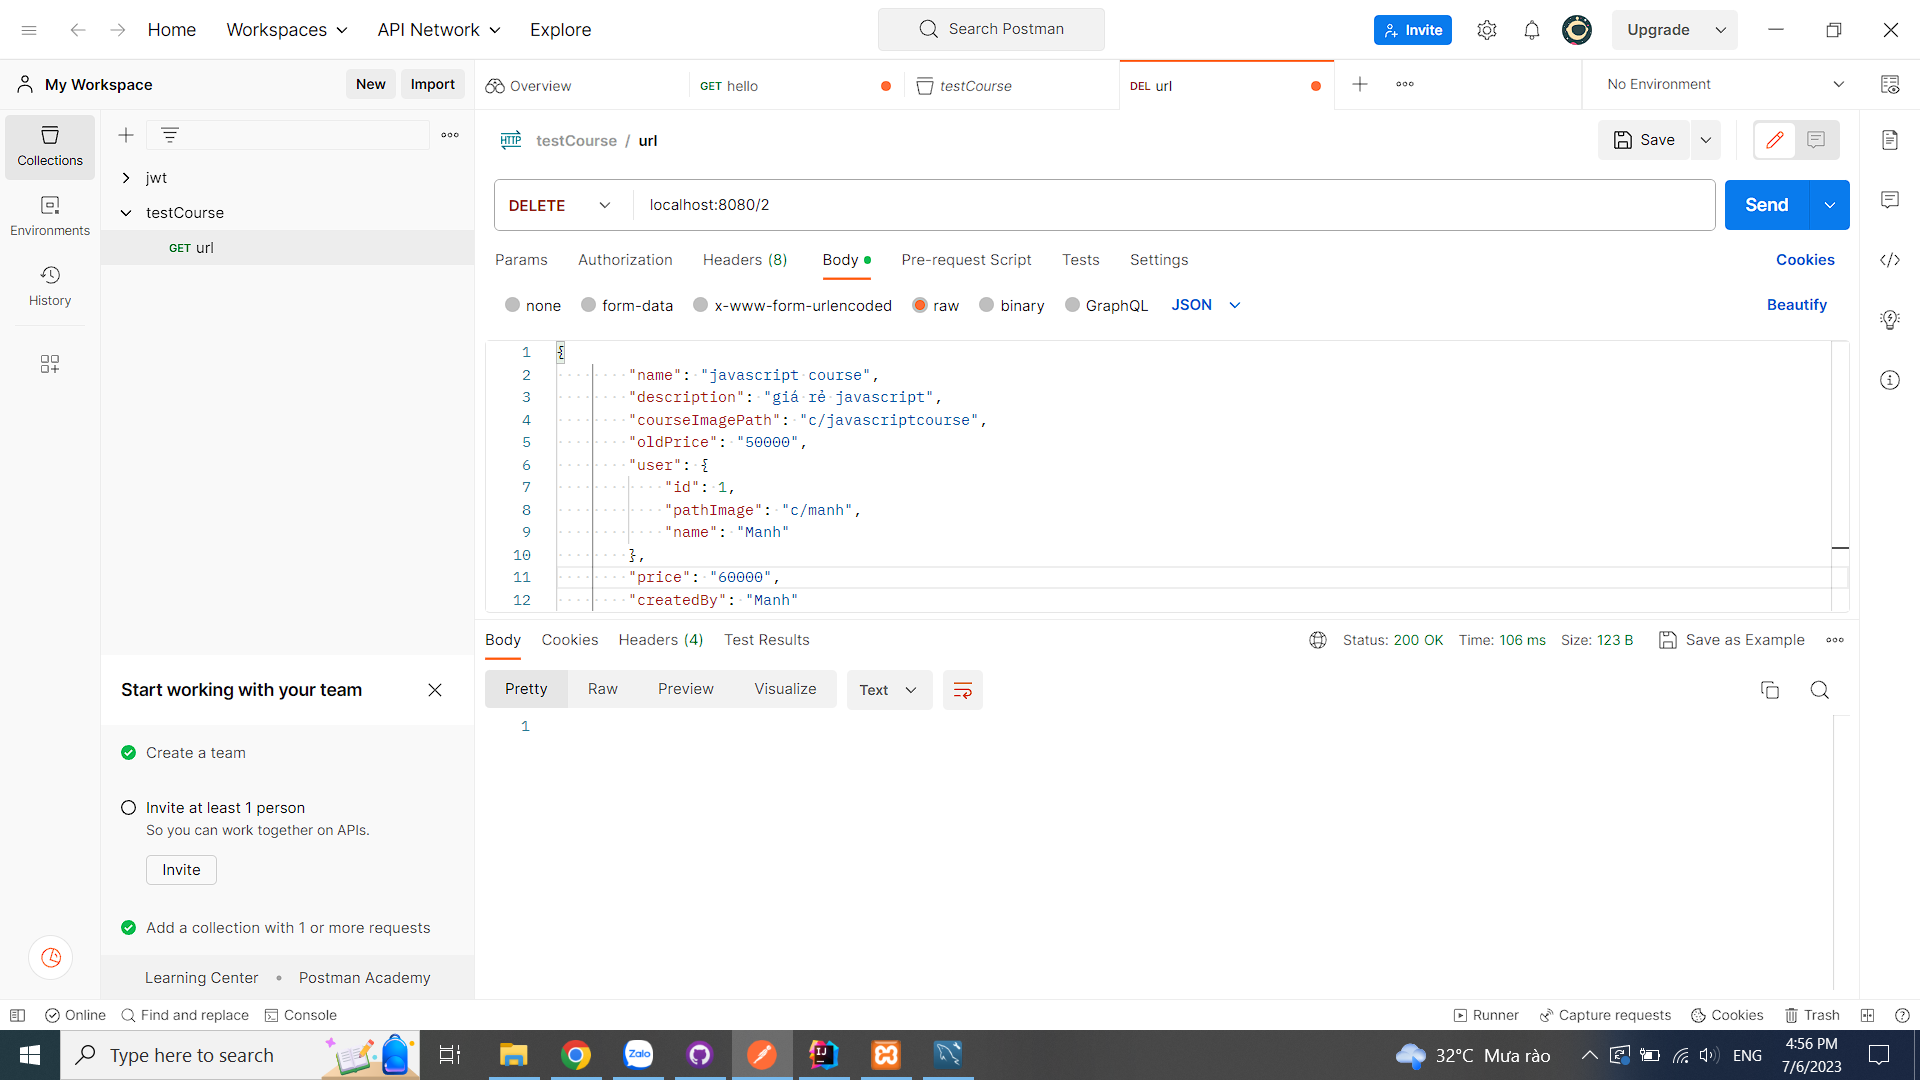 Home
Workspaces
API Network
Explore
Search Postman
Invite
Upgrade
My Workspace
New
Import
Overview
GET hello
testCourse
DEL url
No Environment
Collections
Environments
History
jwt
testCourse
GET url
HTTP
testCourse / url
Save
DELETE
localhost:8080/2
Send
Params
Authorization
Headers (8)
Body
Pre-request Script
Tests
Settings
Cookies
none
form-data
x-www-form-urlencoded
raw
binary
GraphQL
JSON
Beautify
1 {
2 "name": "javascript course",
3 "description": "giá rẻ javascript",
4 "courseImagePath": "c/javascriptcourse",
5 "oldPrice": "50000",
6 "user": {
7 "id": 1,
8 "pathImage": "c/manh",
9 "name": "Manh"
10 },
11 "price": "60000",
12 "createdBy": "Manh"
Body
Cookies
Headers (4)
Test Results
Status: 200 OK
Time: 106 ms
Size: 123 B
Save as Example
Pretty
Raw
Preview
Visualize
Text
1
Start working with your team
Create a team
Invite at least 1 person
So you can work together on APIs.
Invite
Add a collection with 1 or more requests
Learning Center
Postman Academy
Online
Find and replace
Console
Runner
Capture requests
Cookies
Trash
Type here to search
Zalo
IJ
32°C Mưa rào
ENG
4:56 PM
7/6/2023